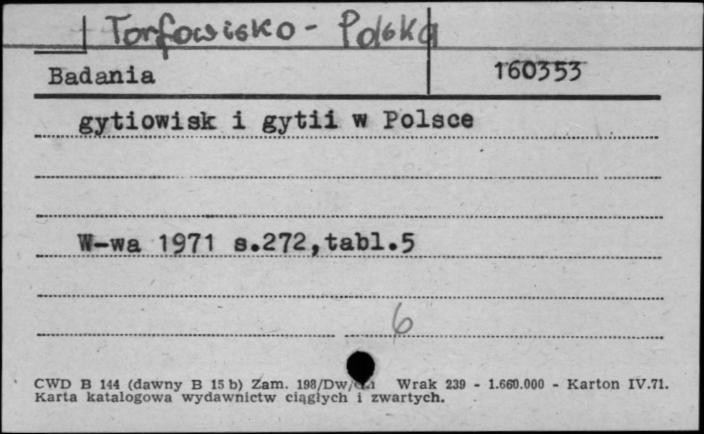 Torfowisko - Polska
Badania 160353
gytiowisk i gytii w Polsce
W-wa 1971 s.272,tabl.5
6
CWD B 144 (dawny B 15 b) Zam. 198/Dw/ Wrak 239 - 1.660.000 - Karton IV.71.
Karta katalogowa wydawnictw ciągłych i zwartych.